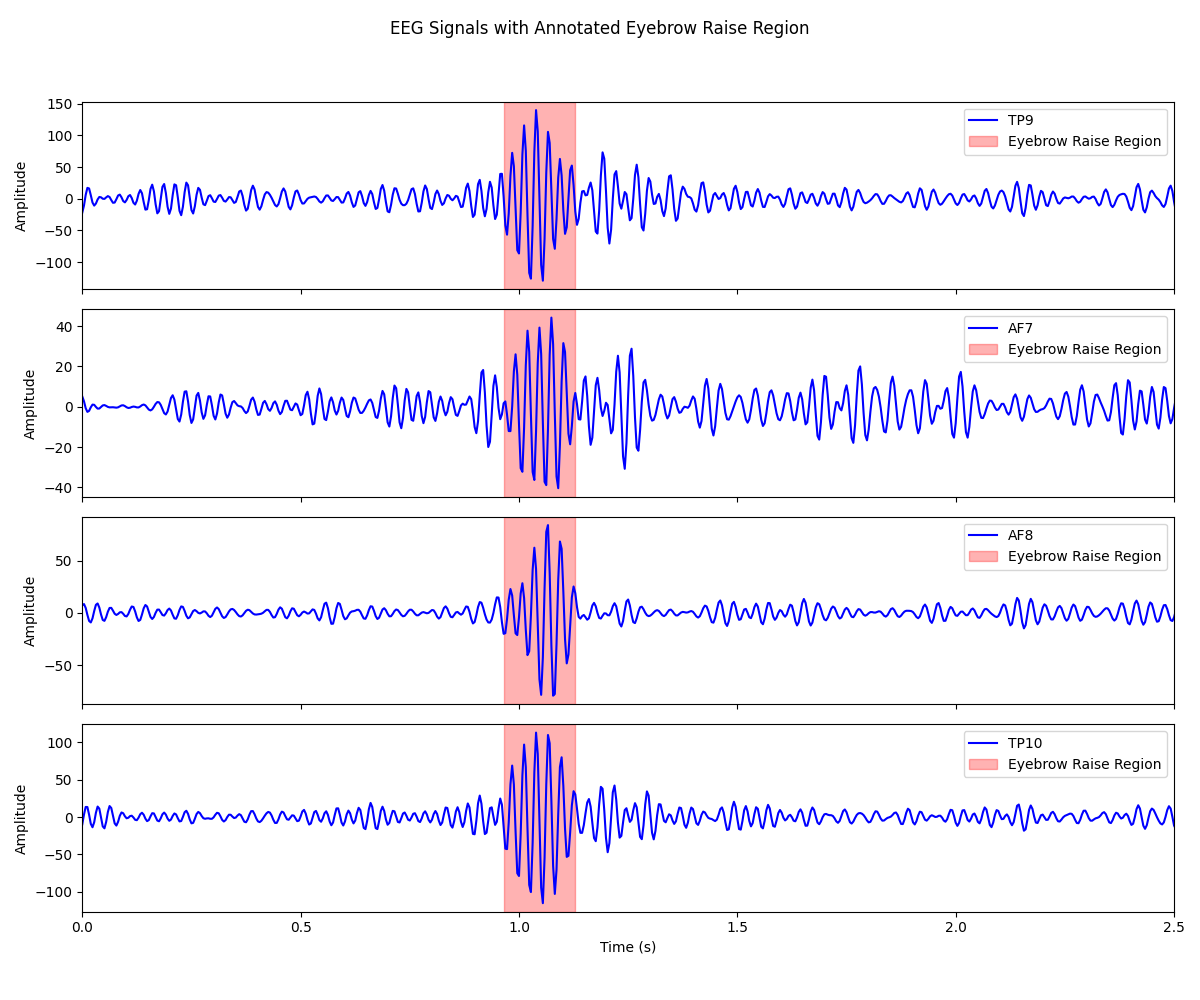 EEG Signals with Annotated Eyebrow Raise Region
150
100
50
0
−50
−100
Amplitude
TP9
Eyebrow Raise Region
40
20
0
−20
−40
Amplitude
AF7
Eyebrow Raise Region
50
0
−50
Amplitude
AF8
Eyebrow Raise Region
100
50
0
−50
−100
Amplitude
TP10
Eyebrow Raise Region
0.0 0.5 1.0 1.5 2.0 2.5
Time (s)